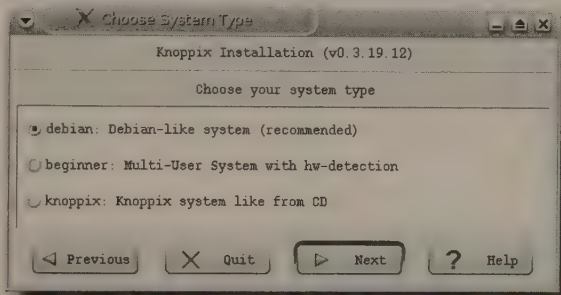 Choose System Type
Knoppix Installation (v0.3.19.12)
Choose your system type
debian: Debian-like system (recommended)
beginner: Multi-User System with hw-detection
knoppix: Knoppix system like from CD
Previous
Quit
Next
? Help